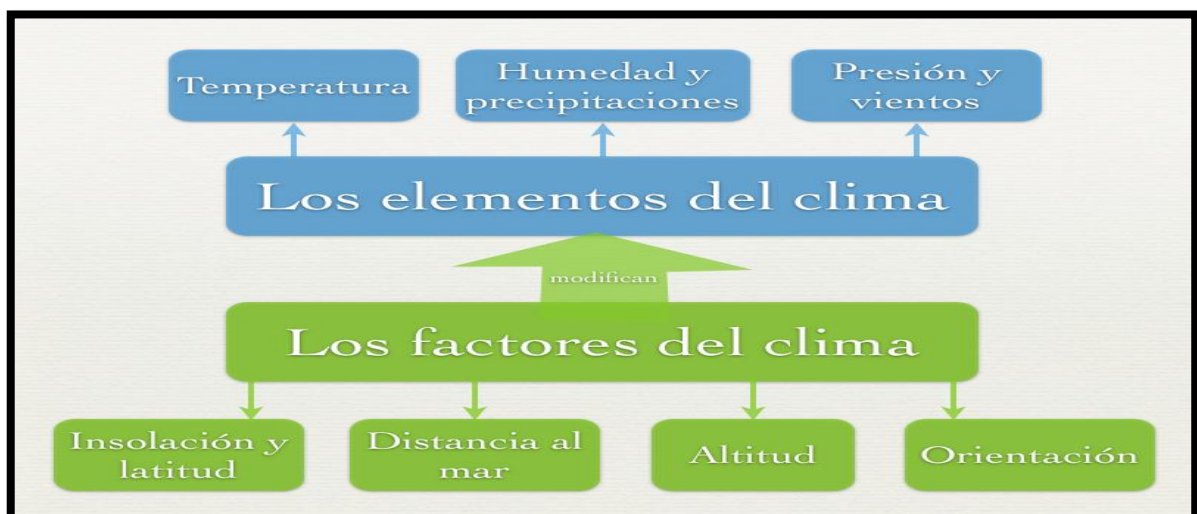 Temperatura
Humedad y
precipitaciones
Presión y
vientos
Los elementos del clima
modifican
Los factores del clima
Insolación y
latitud
Distancia al
mar
Altitud
Orientación